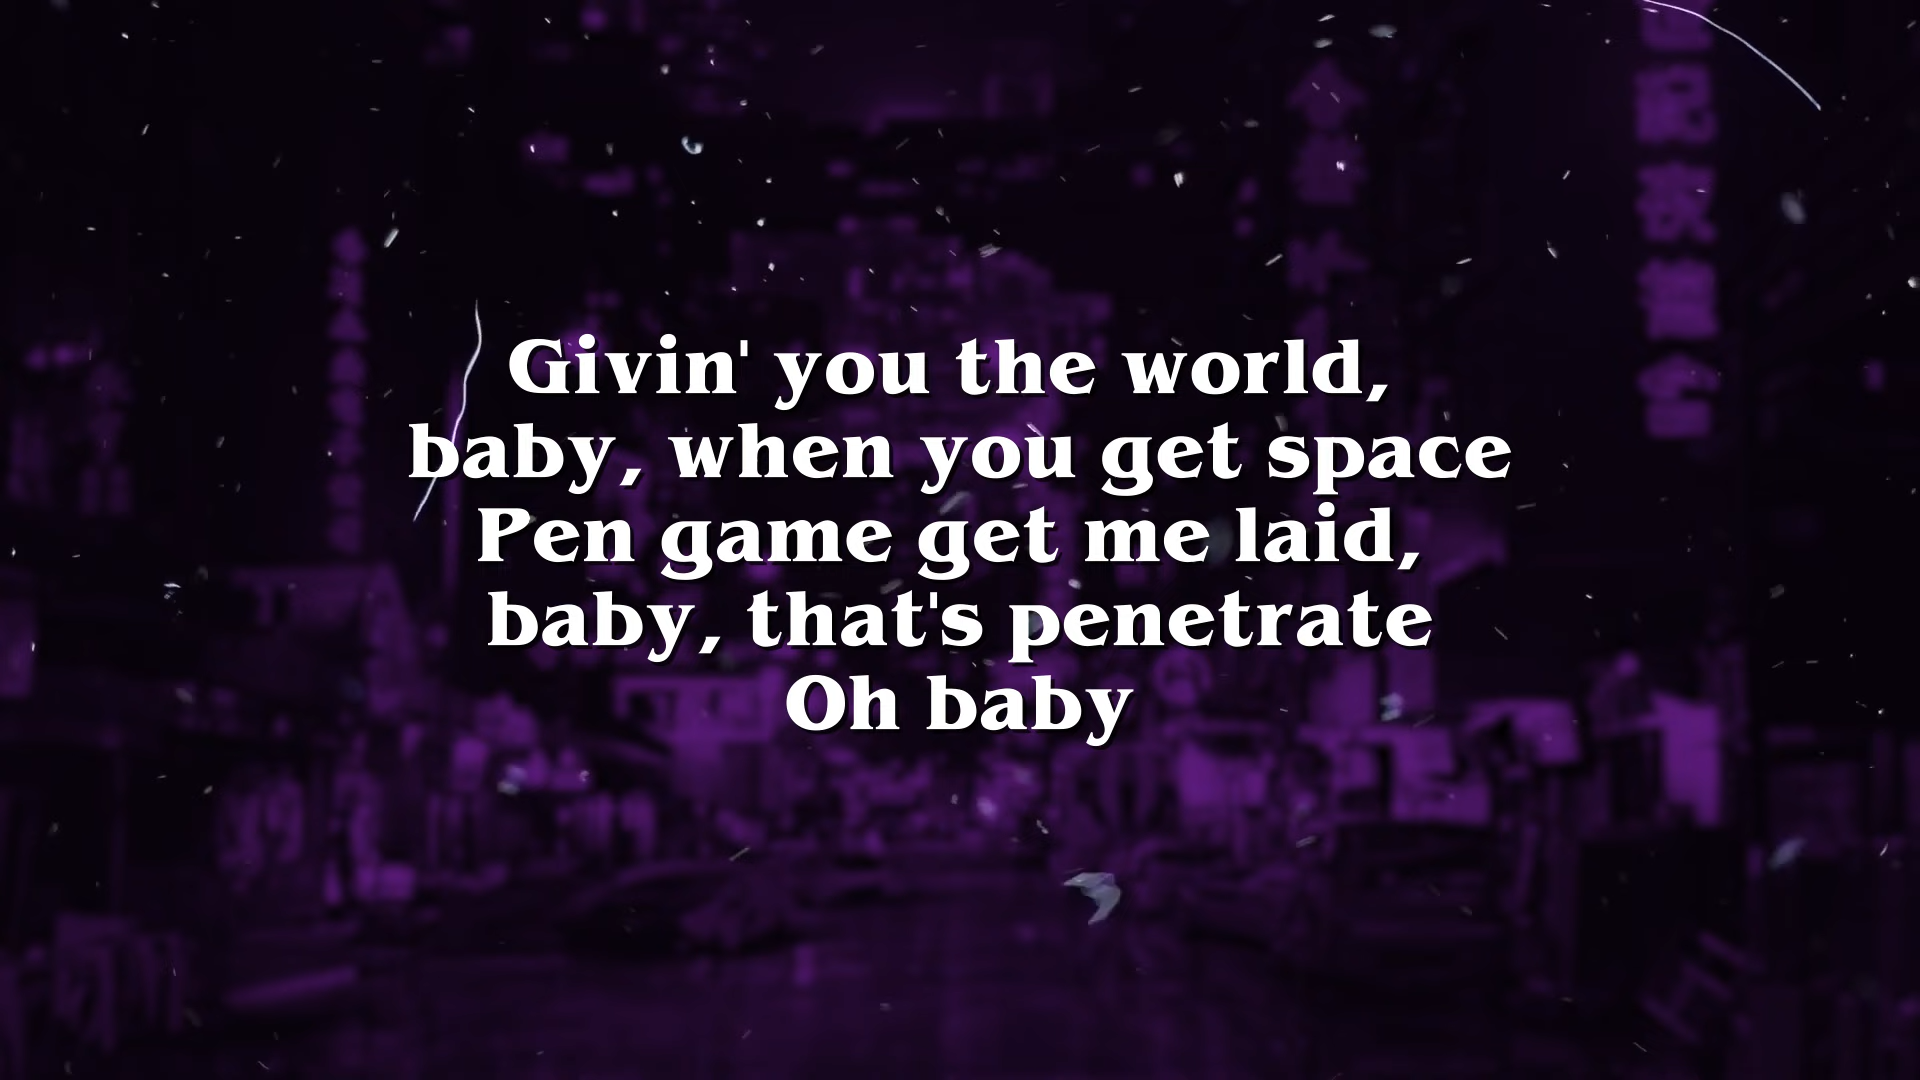 Givin' you the world,
baby, when you get space
Pen game get me laid,
baby, that's penetrate
Oh baby